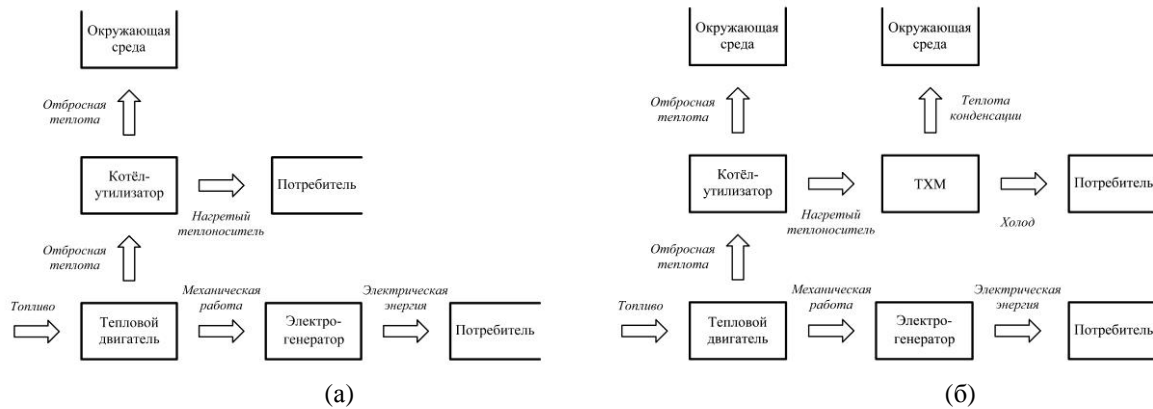 Окружающая
среда
Отбросная
теплота
Котёл-
утилизатор
Нагретый
теплоноситель
Потребитель
Отбросная
теплота
Топливо
Тепловой
двигатель
Механическая
работа
Электро-
генератор
Электрическая
энергия
Потребитель
(а)
Окружающая
среда
Окружающая
среда
Отбросная
теплота
Теплота
конденсации
Котёл-
утилизатор
Нагретый
теплоноситель
ТХМ
Холод
Потребитель
Отбросная
теплота
Топливо
Тепловой
двигатель
Механическая
работа
Электро-
генератор
Электрическая
энергия
Потребитель
(б)